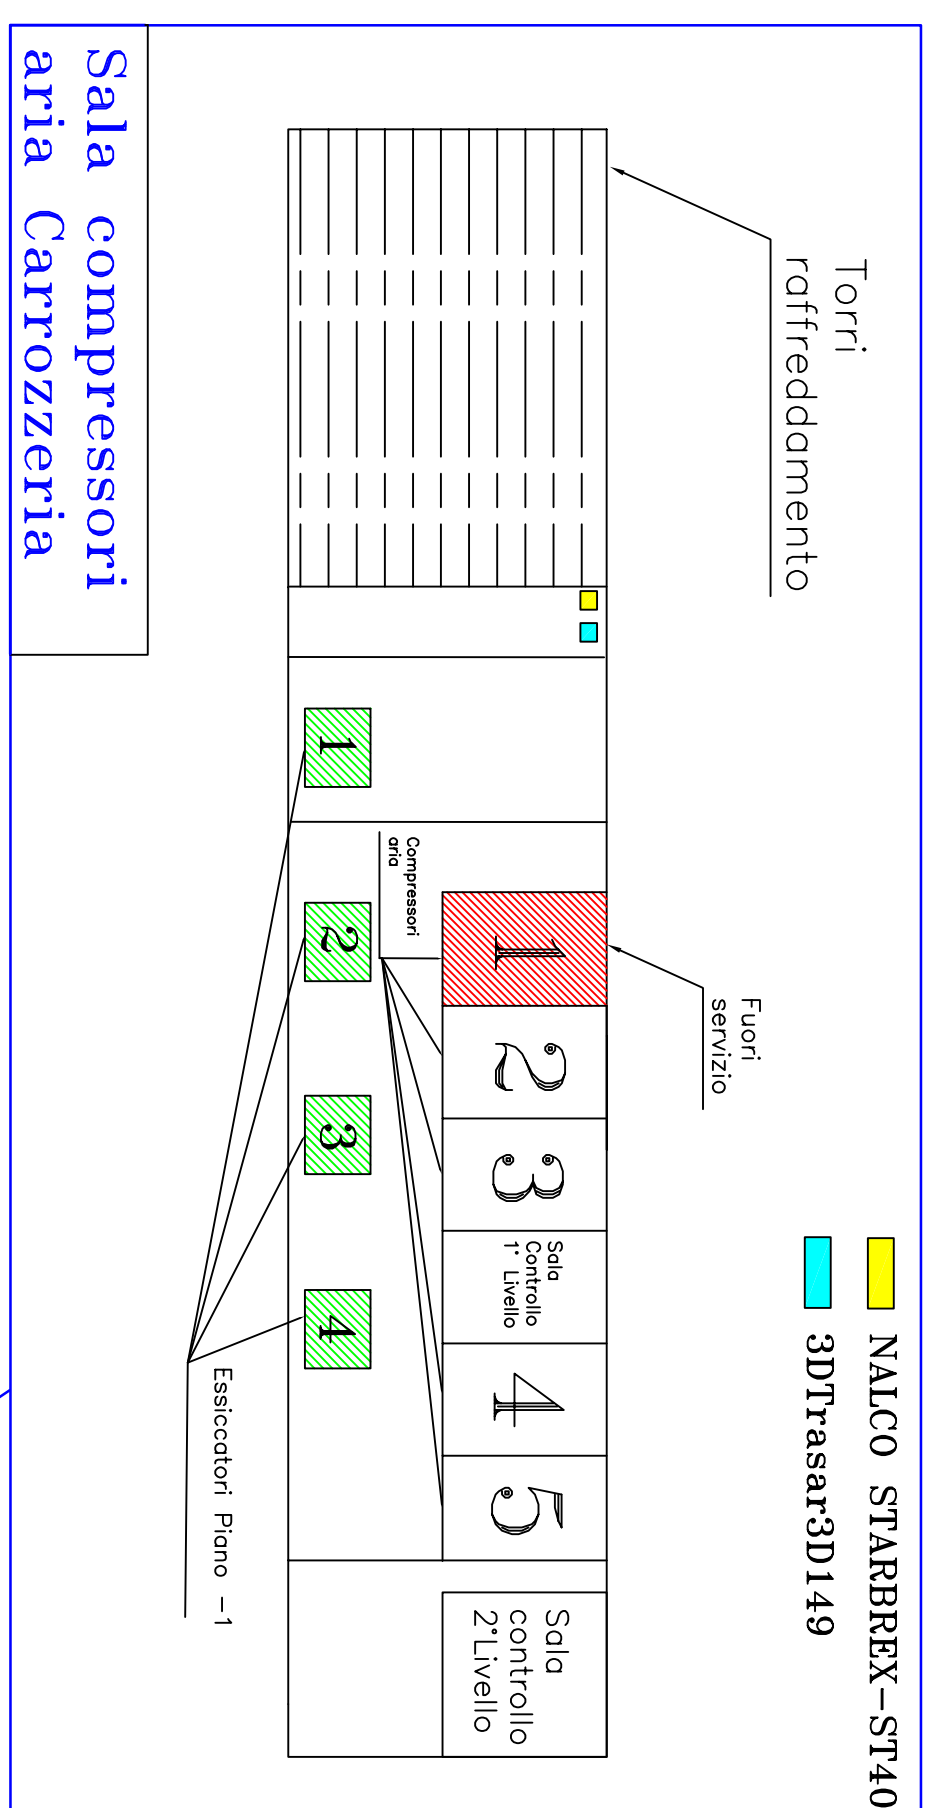 NALCO STARBREX-ST40
3DTrasar3D149
Torri
raffreddamento
Fuori
servizio
1
2
3
Sala
Controllo
1° Livello
4
5
Sala
controllo
2°Livello
Compressori
aria
1
2
3
4
Essiccatori Piano -1
Sala compressori
aria Carrozzeria